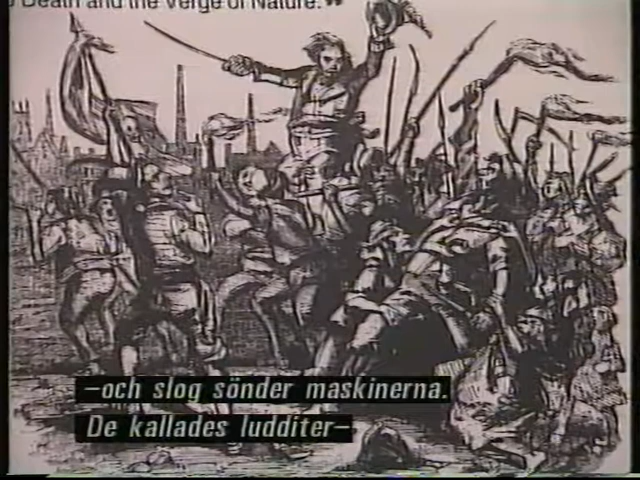 Death and the Verge of Nature."
–och slog sönder maskinerna.
De kallades ludditer–